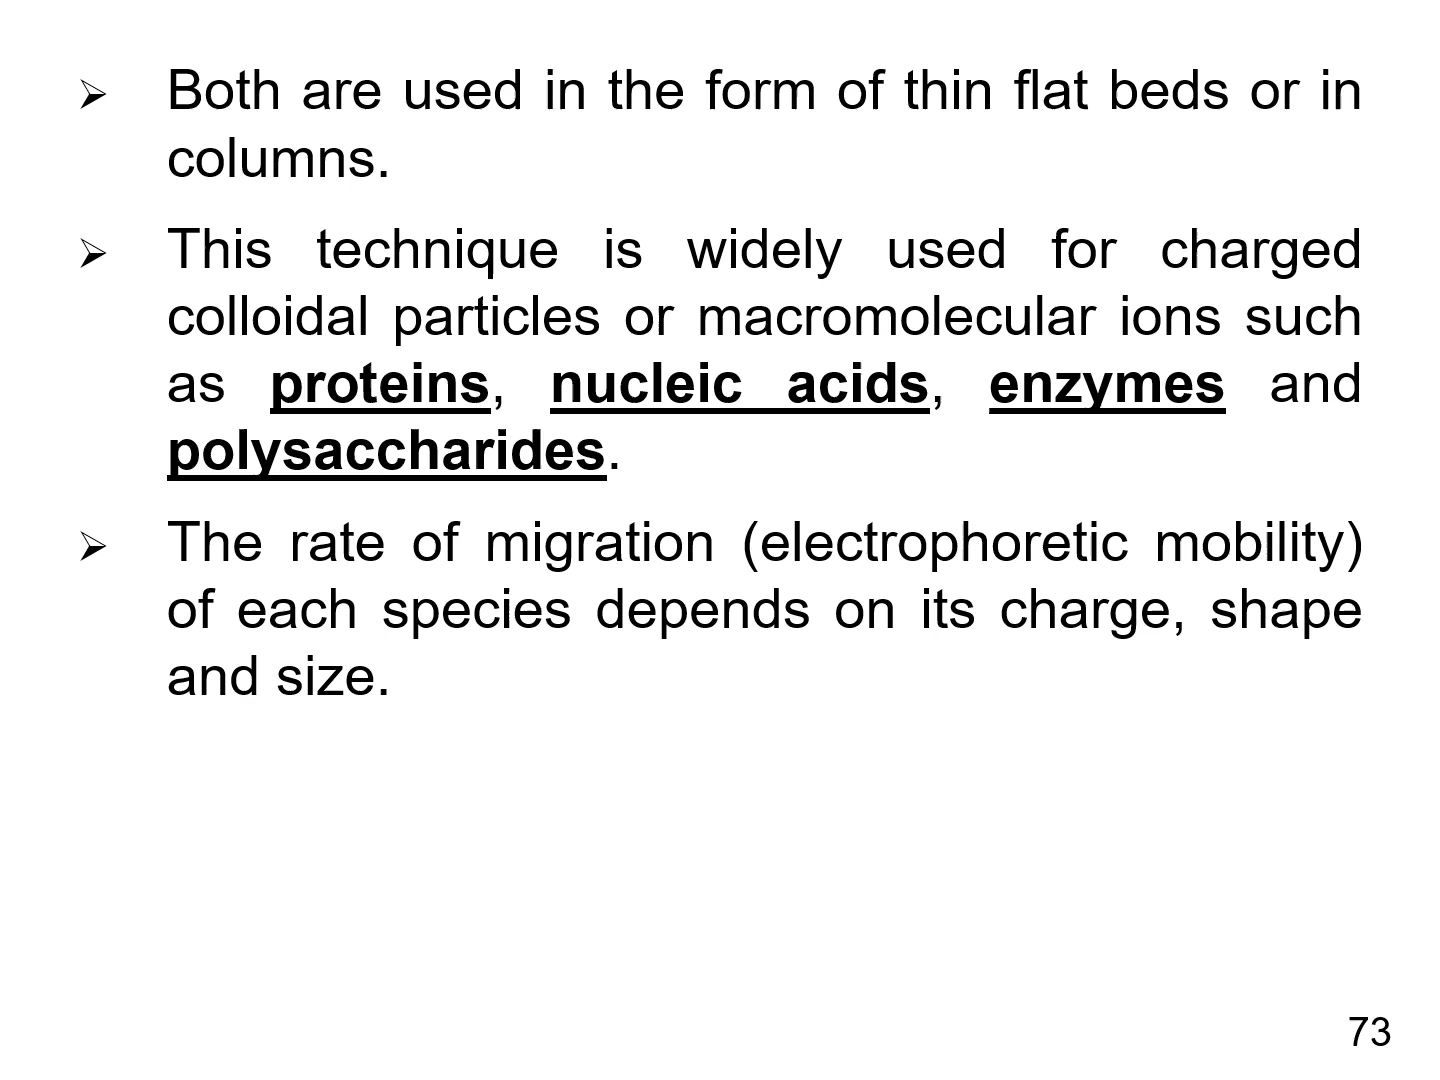 ➢ Both are used in the form of thin flat beds or in
columns.
➢ This technique is widely used for charged
colloidal particles or macromolecular ions such
as proteins, nucleic acids, enzymes and
polysaccharides.
➢ The rate of migration (electrophoretic mobility)
of each species depends on its charge, shape
and size.
73